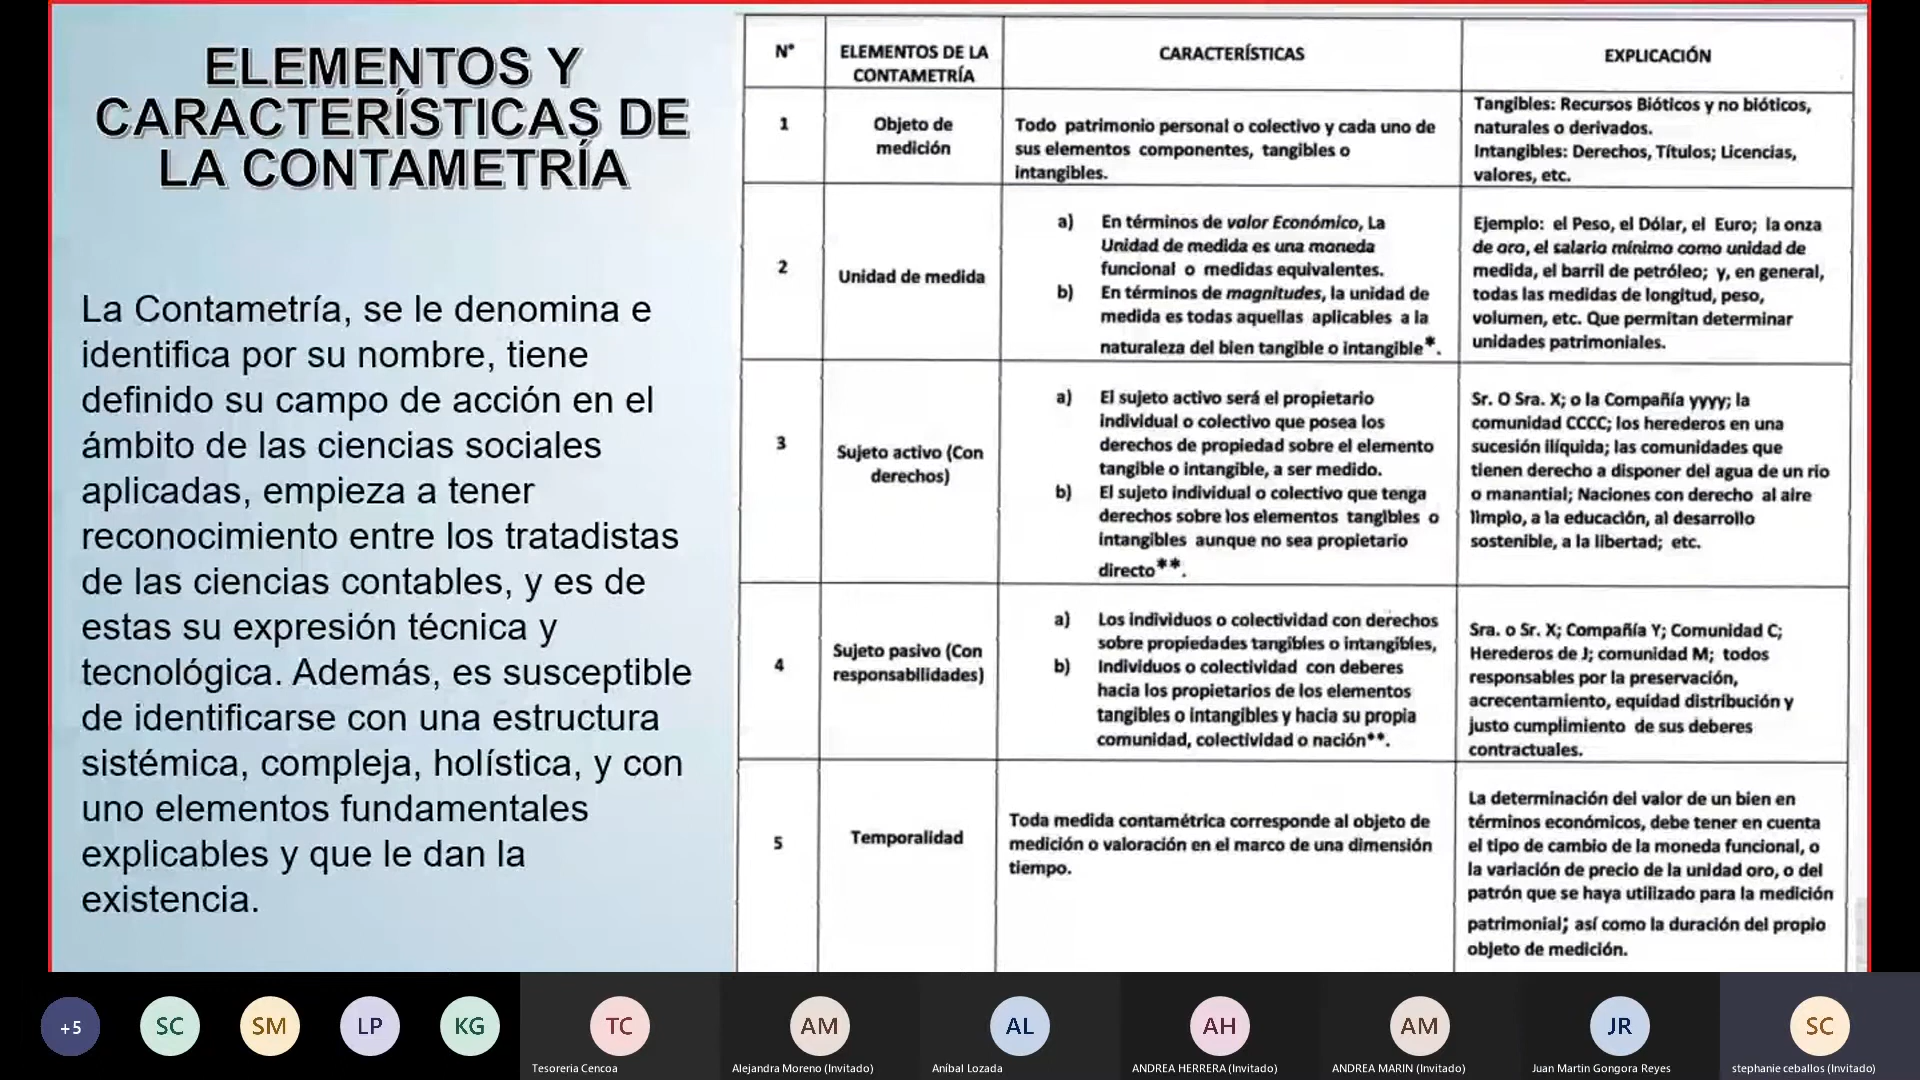 ELEMENTOS Y
CARACTERÍSTICAS DE
LA CONTAMETRÍA
La Contametría, se le denomina e
identifica por su nombre, tiene
definido su campo de acción en el
ámbito de las ciencias sociales
aplicadas, empieza a tener
reconocimiento entre los tratadistas
de las ciencias contables, y es de
estas su expresión técnica y
tecnológica. Además, es susceptible
de identificarse con una estructura
sistémica, compleja, holística, y con
uno elementos fundamentales
explicables y que le dan la
existencia.
N°
ELEMENTOS DE LA
CONTAMETRÍA
CARACTERÍSTICAS
EXPLICACIÓN
1
Objeto de
medición
Todo patrimonio personal o colectivo y cada uno de
sus elementos componentes, tangibles o
intangibles.
Tangibles: Recursos Bióticos y no bióticos,
naturales o derivados.
Intangibles: Derechos, Títulos; Licencias,
valores, etc.
2
Unidad de medida
a) En términos de valor Económico, La
Unidad de medida es una moneda
funcional o medidas equivalentes.
b) En términos de magnitudes, la unidad de
medida es todas aquellas aplicables a la
naturaleza del bien tangible o intangible*.
Ejemplo: el Peso, el Dólar, el Euro; la onza
de oro, el salario mínimo como unidad de
medida, el barril de petróleo; y, en general,
todas las medidas de longitud, peso,
volumen, etc. Que permitan determinar
unidades patrimoniales.
3
Sujeto activo (Con
derechos)
a) El sujeto activo será el propietario
individual o colectivo que posea los
derechos de propiedad sobre el elemento
tangible o intangible, a ser medido.
b) El sujeto individual o colectivo que tenga
derechos sobre los elementos tangibles o
intangibles aunque no sea propietario
directo**.
Sr. O Sra. X; o la Compañía yyyy; la
comunidad CCCC; los herederos en una
sucesión ilíquida; las comunidades que
tienen derecho a disponer del agua de un río
o manantial; Naciones con derecho al aire
limpio, a la educación, al desarrollo
sostenible, a la libertad; etc.
4
Sujeto pasivo (Con
responsabilidades)
a) Los individuos o colectividad con derechos
sobre propiedades tangibles o intangibles,
b) Individuos o colectividad con deberes
hacia los propietarios de los elementos
tangibles o intangibles y hacia su propia
comunidad, colectividad o nación**.
Sra. o Sr. X; Compañía Y; Comunidad C;
Herederos de J; comunidad M; todos
responsables por la preservación,
acrecentamiento, equidad distribución y
justo cumplimiento de sus deberes
contractuales.
5
Temporalidad
Toda medida contamétrica corresponde al objeto de
medición o valoración en el marco de una dimensión
tiempo.
La determinación del valor de un bien en
términos económicos, debe tener en cuenta
el tipo de cambio de la moneda funcional, o
la variación de precio de la unidad oro, o del
patrón que se haya utilizado para la medición
patrimonial; así como la duración del propio
objeto de medición.
+5
SC
SM
LP
KG
TC
AM
AL
AH
AM
JR
SC
Tesoreria Cencoa
Alejandra Moreno (Invitado)
Aníbal Lozada
ANDREA HERRERA (Invitado)
ANDREA MARIN (Invitado)
Juan Martin Gongora Reyes
stephanie ceballos (Invitado)